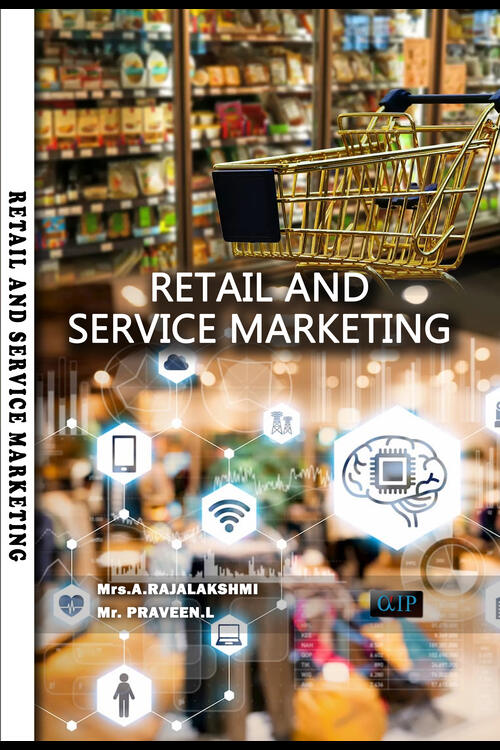 RETAIL AND SERVICE MARKETING
RETAIL AND
SERVICE MARKETING
Mrs.A.RAJALAKSHMI
Mr. PRAVEEN.L
αIP